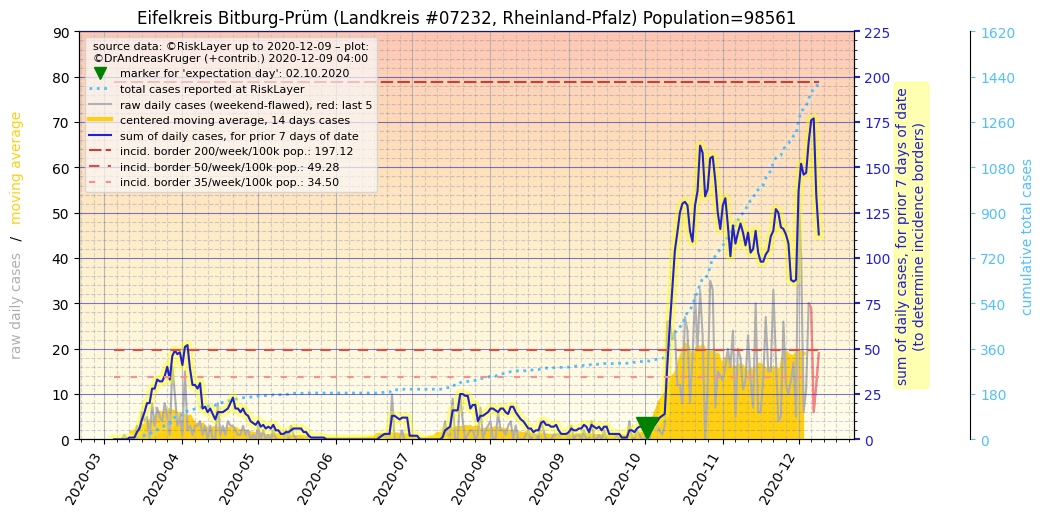 Eifelkreis Bitburg-Prüm (Landkreis #07232, Rheinland-Pfalz) Population=98561
source data: ©RiskLayer up to 2020-12-09 – plot:
©DrAndreasKruger (+contrib.) 2020-12-09 04:00
marker for 'expectation day': 02.10.2020
total cases reported at RiskLayer
raw daily cases (weekend-flawed), red: last 5
centered moving average, 14 days cases
sum of daily cases, for prior 7 days of date
incid. border 200/week/100k pop.: 197.12
incid. border 50/week/100k pop.: 49.28
incid. border 35/week/100k pop.: 34.50
raw daily cases / moving average
90
80
70
60
50
40
30
20
10
0
225
200
175
150
125
100
75
50
25
0
sum of daily cases, for prior 7 days of date
(to determine incidence borders)
1620
1440
1260
1080
900
720
540
360
180
0
cumulative total cases
2020-03
2020-04
2020-05
2020-06
2020-07
2020-08
2020-09
2020-10
2020-11
2020-12